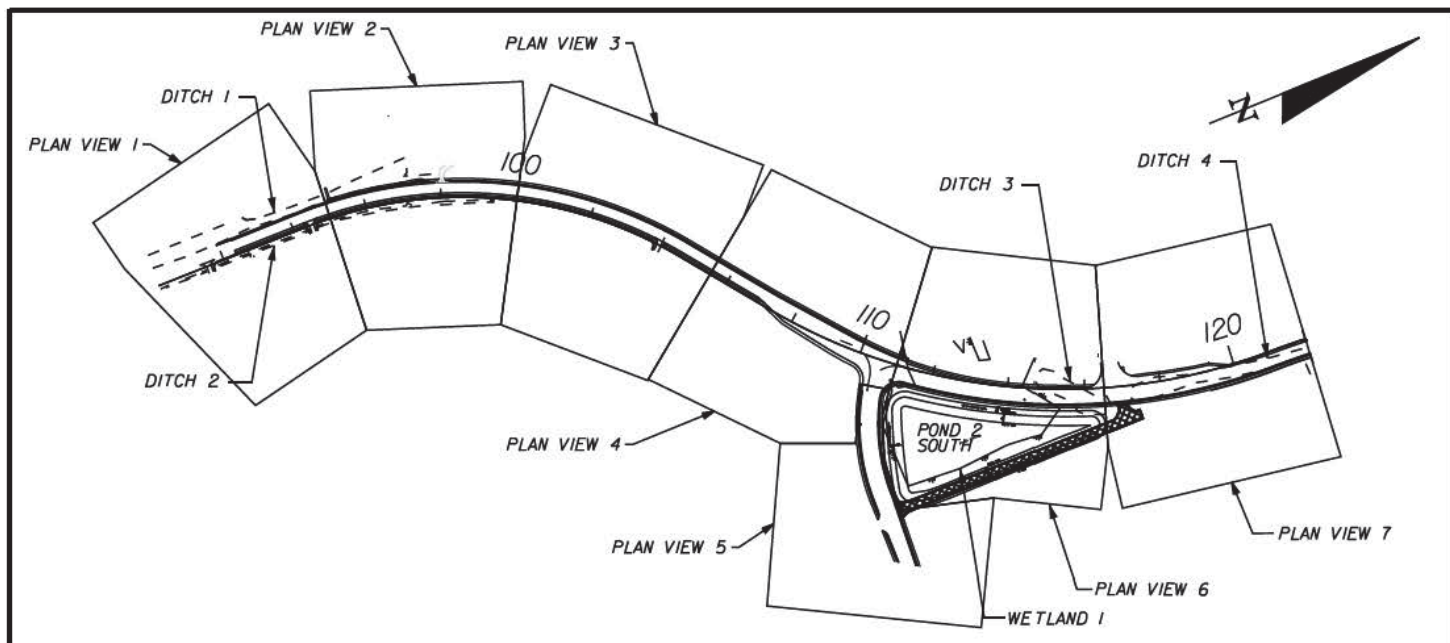 PLAN VIEW 2
PLAN VIEW 3
DITCH 1
PLAN VIEW 1
N
100
DITCH 4
DITCH 3
110
120
DITCH 2
POND 2
SOUTH
PLAN VIEW 4
PLAN VIEW 5
PLAN VIEW 7
PLAN VIEW 6
WETLAND 1